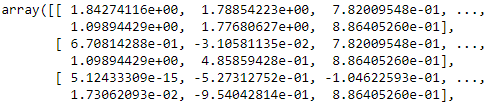 array([[ 1.84274116e+00, 1.78854223e+00, 7.82009548e-01, ...,
1.09894429e+00, 1.77680627e+00, 8.86405260e-01],
[ 6.70814288e-01, -3.10581135e-02, 7.82009548e-01, ...,
1.09894429e+00, 4.85859428e-01, 8.86405260e-01],
[ 5.12433309e-15, -5.27312752e-01, -1.04622593e-01, ...,
1.73062093e-02, -9.54042814e-01, 8.86405260e-01],